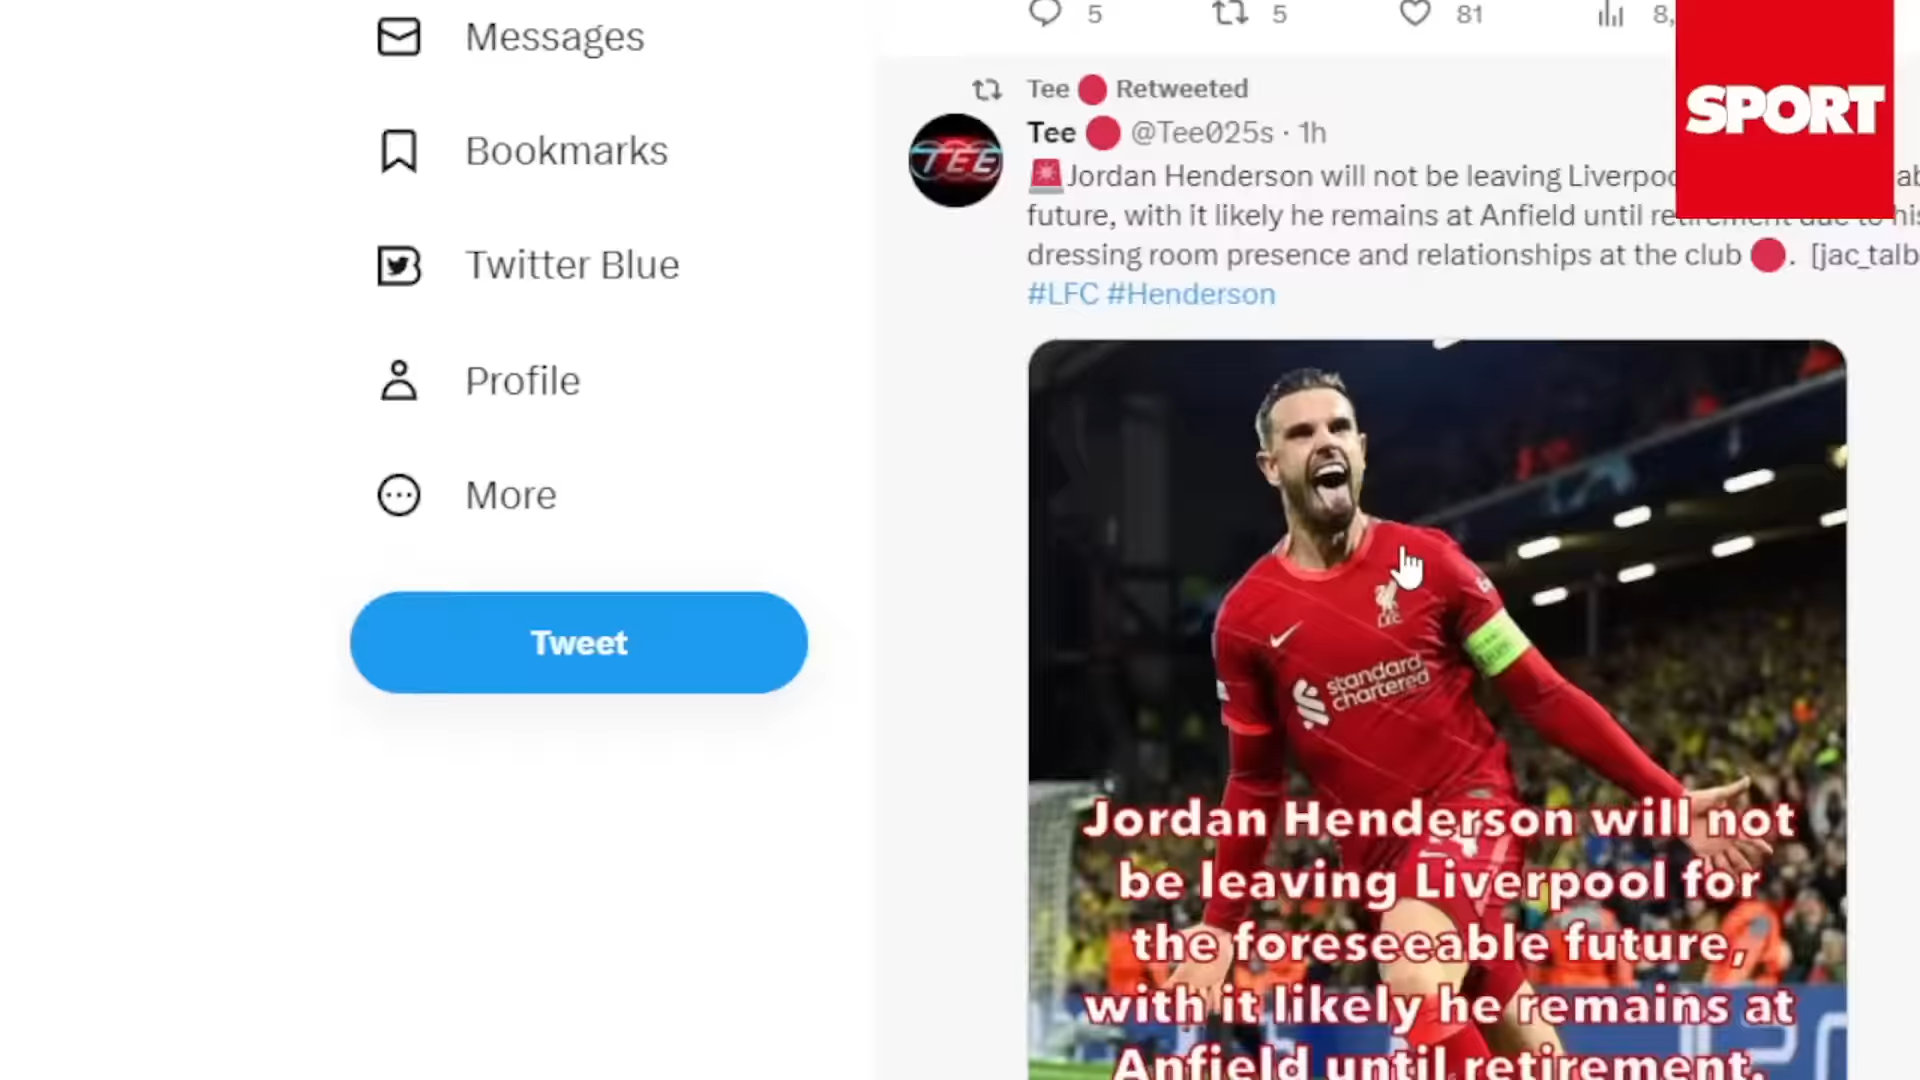 Messages
Bookmarks
Twitter Blue
Profile
More
Tweet
5 5 81 8,
SPORT
Tee Retweeted
Tee @Tee025s · 1h
Jordan Henderson will not be leaving
future, with it likely he remains at Anfield until retirement due to his
dressing room presence and relationships at the club . [jac_talb
#LFC #Henderson
LFC
standard
chartered
Jordan Henderson will not
be leaving Liverpool for
the foreseeable future,
with it likely he remains at
Anfield until retirement.